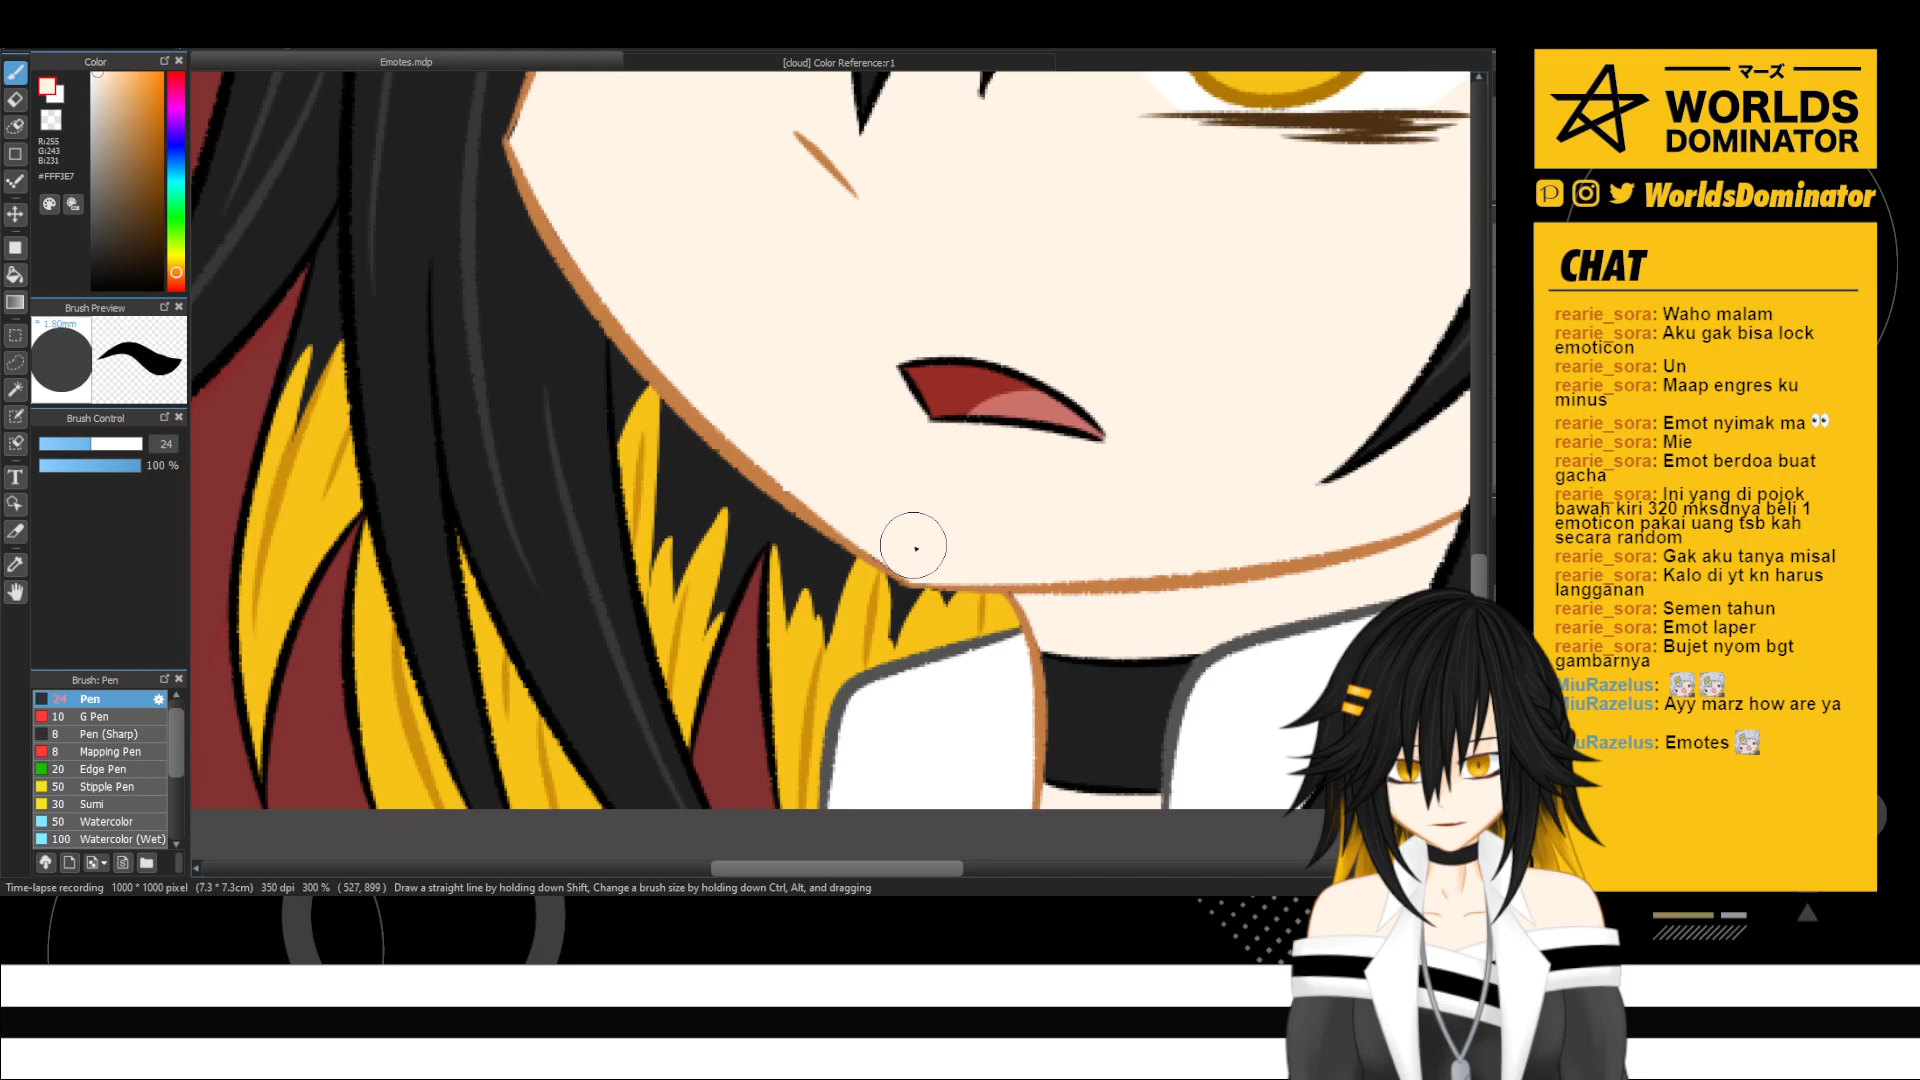 Color
Emotes.mdp
[cloud] Color Reference:r1
R:255
G:243
B:231
#FFF3E7
Brush Preview
* 1.80mm
Brush Control
24
100 %
Brush: Pen
24 Pen
10 G Pen
8 Pen (Sharp)
8 Mapping Pen
20 Edge Pen
50 Stipple Pen
30 Sumi
50 Watercolor
100 Watercolor (Wet)
Time-lapse recording 1000 * 1000 pixel (7.3 * 7.3cm) 350 dpi 300 % ( 527, 899 ) Draw a straight line by holding down Shift, Change a brush size by holding down Ctrl, Alt, and dragging
マーズ
WORLDS
DOMINATOR
WorldsDominator
CHAT
rearie_sora: Waho malam
rearie_sora: Aku gak bisa lock
emoticon
rearie_sora: Un
rearie_sora: Maap engres ku
minus
rearie_sora: Emot nyimak ma 👀
rearie_sora: Mie
rearie_sora: Emot berdoa buat
gacha
rearie_sora: Ini yang di pojok
bawah kiri 320 mksdnya beli 1
emoticon pakai uang tsb kah
secara random
rearie_sora: Gak aku tanya misal
rearie_sora: Kalo di yt kn harus
langganan
rearie_sora: Semen tahun
rearie_sora: Emot laper
rearie_sora: Bujet nyom bgt
gambarnya
MiuRazelus:
MiuRazelus: Ayy marz how are ya
uRazelus: Emotes